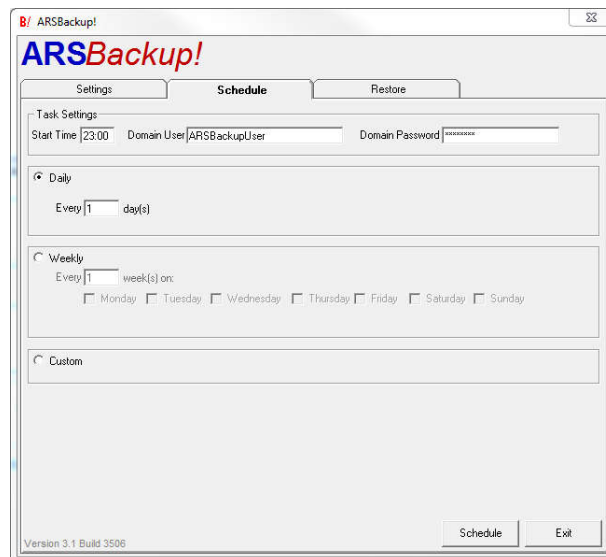 B/ ARSBackup!
ARSBackup!
Settings Schedule Restore
Task Settings
Start Time 23:00 Domain User ARSBackupUser Domain Password ********
Daily
Every 1 day(s)
Weekly
Every 1 week(s) on:
Monday Tuesday Wednesday Thursday Friday Saturday Sunday
Custom
Schedule Exit
Version 3.1 Build 3506